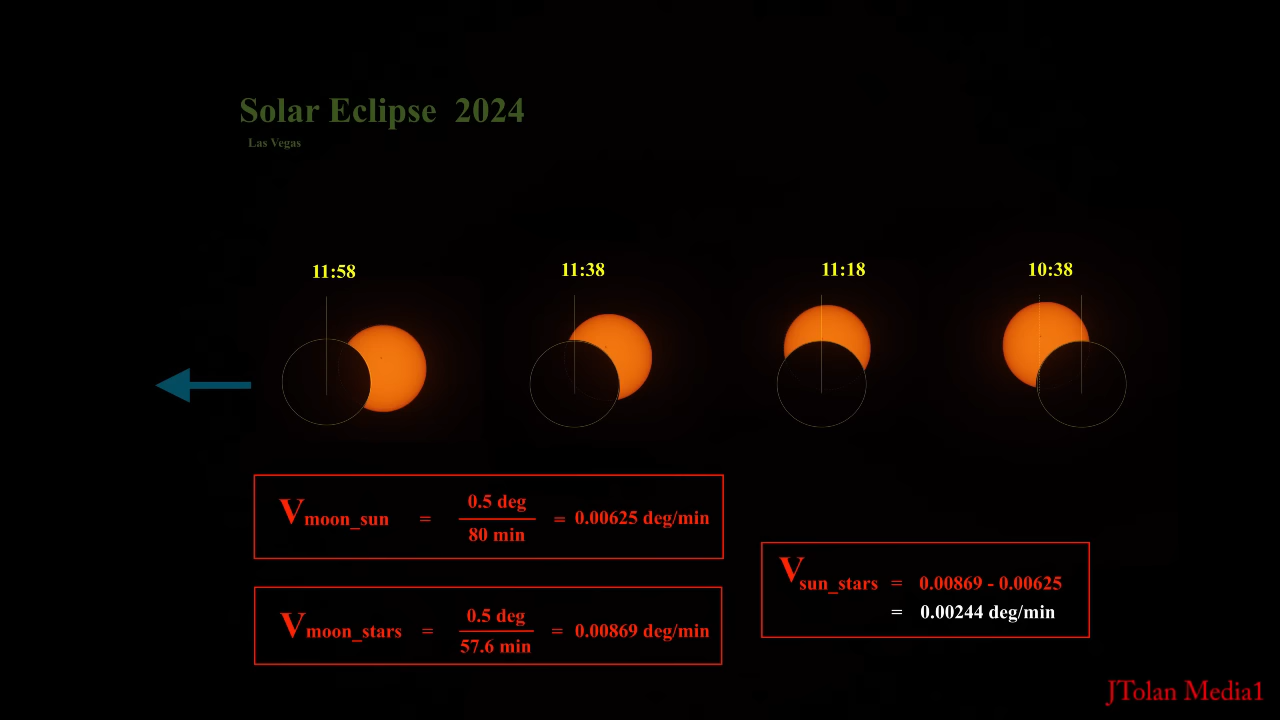 Solar Eclipse 2024
Las Vegas
11:58
11:38
11:18
10:38
Vmoon_sun = 0.5 deg / 80 min = 0.00625 deg/min
Vmoon_stars = 0.5 deg / 57.6 min = 0.00869 deg/min
Vsun_stars = 0.00869 - 0.00625
= 0.00244 deg/min
JTolan Media1